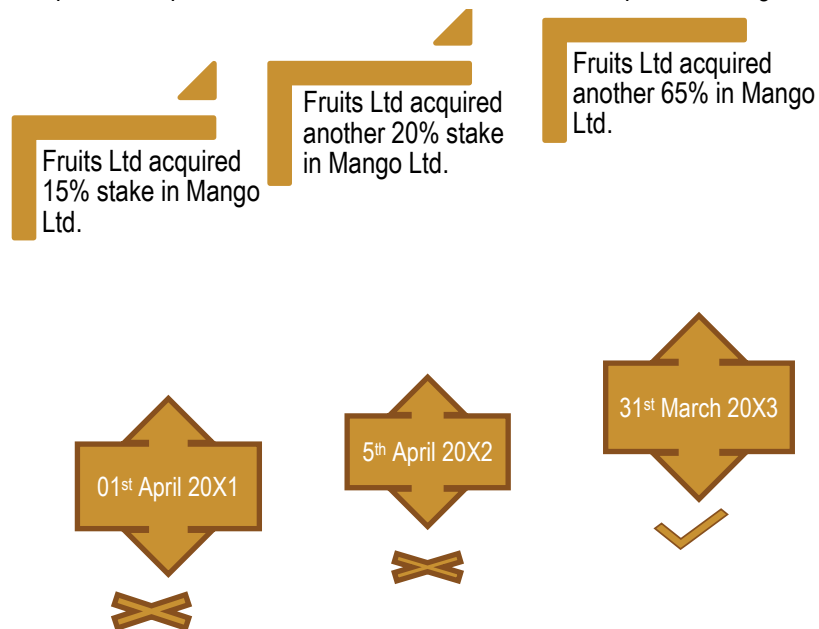 Fruits Ltd acquired
15% stake in Mango
Ltd.
Fruits Ltd acquired
another 20% stake
in Mango Ltd.
Fruits Ltd acquired
another 65% in Mango
Ltd.
01st April 20X1
5th April 20X2
31st March 20X3